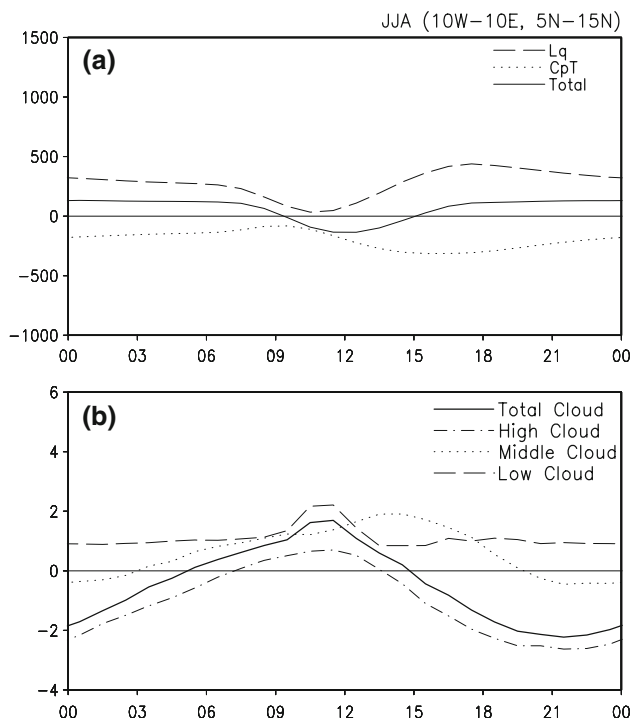 JJA (10W−10E, 5N−15N)
(a)
Lq
CpT
Total
1500
1000
500
0
−500
−1000
00 03 06 09 12 15 18 21 00
(b)
Total Cloud
High Cloud
Middle Cloud
Low Cloud
6
4
2
0
−2
−4
00 03 06 09 12 15 18 21 00